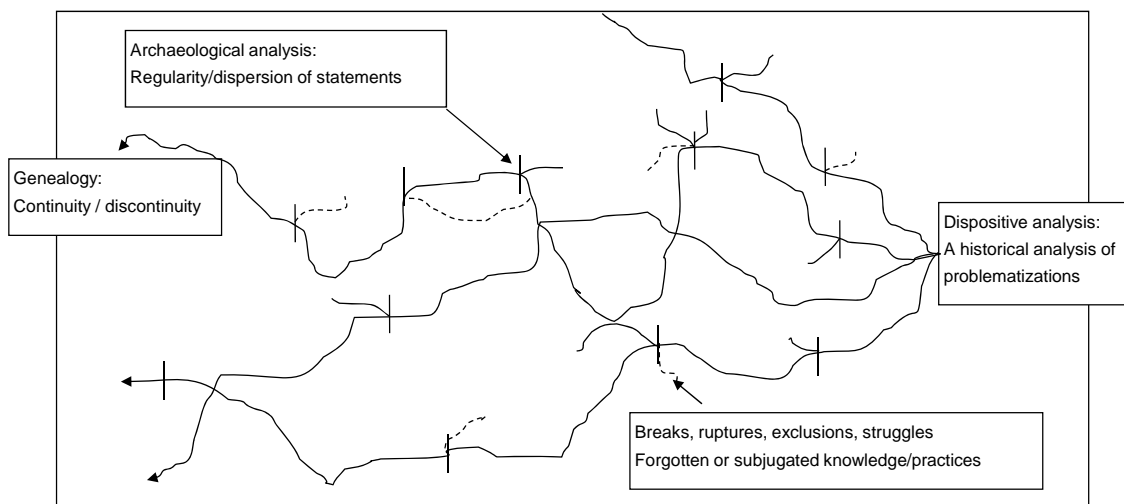 Archaeological analysis:
Regularity/dispersion of statements
Genealogy:
Continuity / discontinuity
Dispositive analysis:
A historical analysis of
problematizations
Breaks, ruptures, exclusions, struggles
Forgotten or subjugated knowledge/practices